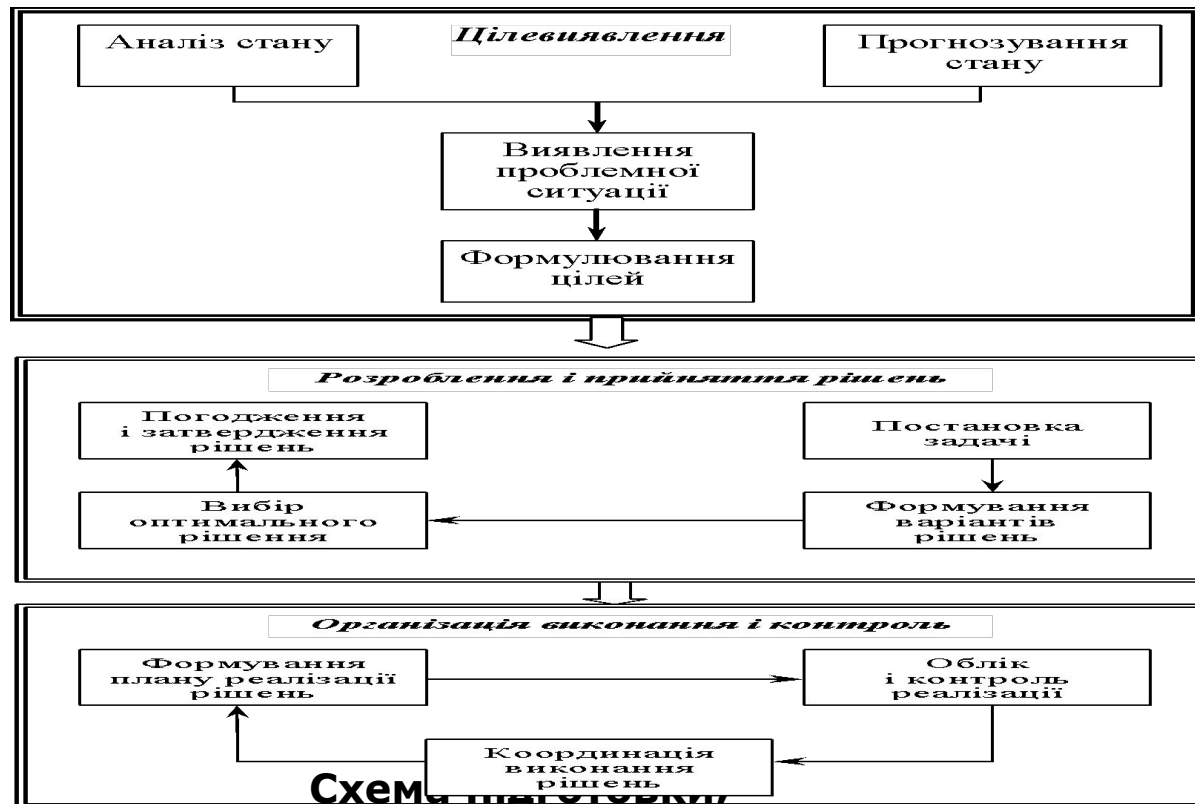 Аналіз стану
Цілевиявлення
Прогнозування
стану
Виявлення
проблемної
ситуації
Формулювання
цілей
Розроблення і прийняття рішень
Погодження
і затвердження
рішень
Постановка
задачі
Вибір
оптимального
рішення
Формування
варіантів
рішень
Організація виконання і контроль
Формування
плану реалізації
рішень
Облік
і контроль
реалізації
Координація
виконання
рішень
Схема